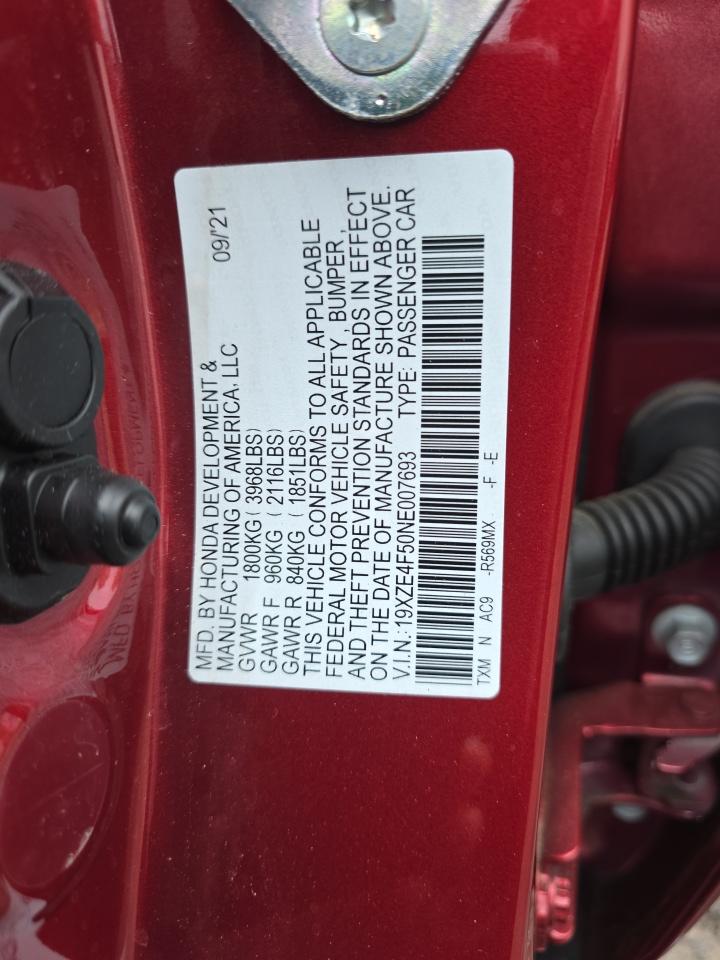 MFD. BY HONDA DEVELOPMENT &
MANUFACTURING OF AMERICA, LLC 09/'21
GVWR 1800KG ( 3968LBS)
GAWR F 960KG ( 2116LBS)
GAWR R 840KG ( 1851LBS)
THIS VEHICLE CONFORMS TO ALL APPLICABLE
FEDERAL MOTOR VEHICLE SAFETY , BUMPER ,
AND THEFT PREVENTION STANDARDS IN EFFECT
ON THE DATE OF MANUFACTURE SHOWN ABOVE.
V.I.N.:19XZE4F50NE007693 TYPE: PASSENGER CAR
TXM N AC9 -R569MX -F -E